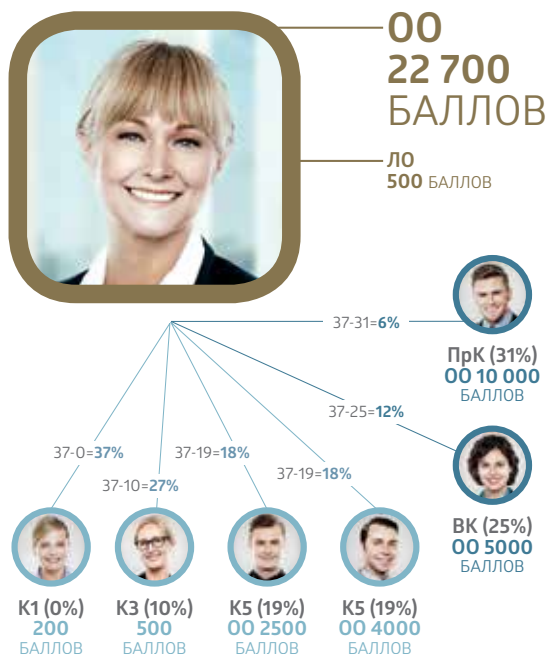 ОО
22 700
БАЛЛОВ
ЛО
500 БАЛЛОВ
37-31=6%
ПрК (31%)
ОО 10 000
БАЛЛОВ
37-25=12%
ВК (25%)
ОО 5000
БАЛЛОВ
37-0=37%
37-10=27%
37-19=18%
37-19=18%
К1 (0%)
200
БАЛЛОВ
К3 (10%)
500
БАЛЛОВ
К5 (19%)
ОО 2500
БАЛЛОВ
К5 (19%)
ОО 4000
БАЛЛОВ